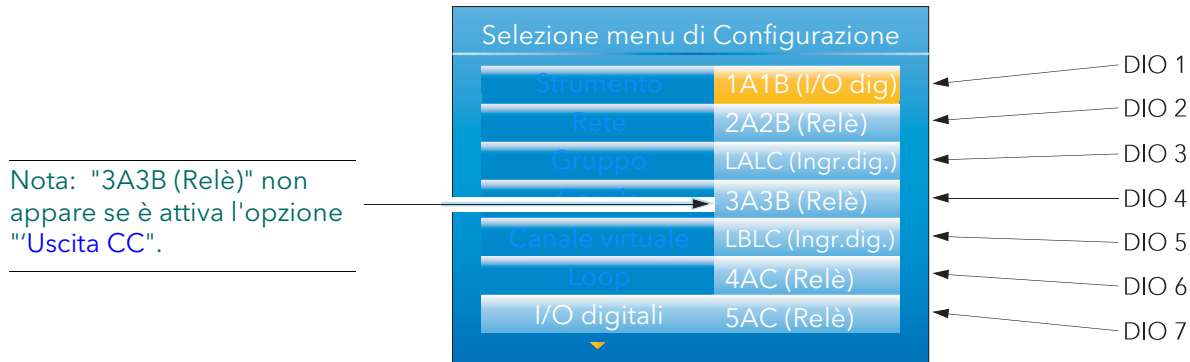 Selezione menu di Configurazione
Strumento 1A1B (I/O dig) DIO 1
Rete 2A2B (Relè) DIO 2
Gruppo LALC (Ingr.dig.) DIO 3
3A3B (Relè) DIO 4
Canale virtuale LBLC (Ingr.dig.) DIO 5
Loop 4AC (Relè) DIO 6
I/O digitali 5AC (Relè) DIO 7
Nota: "3A3B (Relè)" non
appare se è attiva l'opzione
"‘Uscita CC".